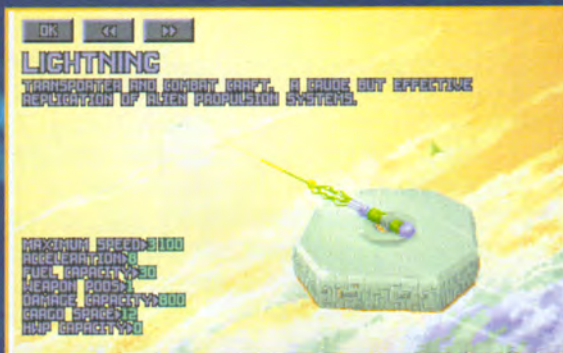 OK << >>
LIGHTNING
TRANSPORTER AND COMBAT CRAFT. A CRUDE BUT EFFECTIVE
REPLICATION OF ALIEN PROPULSION SYSTEMS.
MAXIMUM SPEED>3100
ACCELERATION>8
FUEL CAPACITY>30
WEAPON PODS>1
DAMAGE CAPACITY>800
CARGO SPACE>12
HWP CAPACITY>0